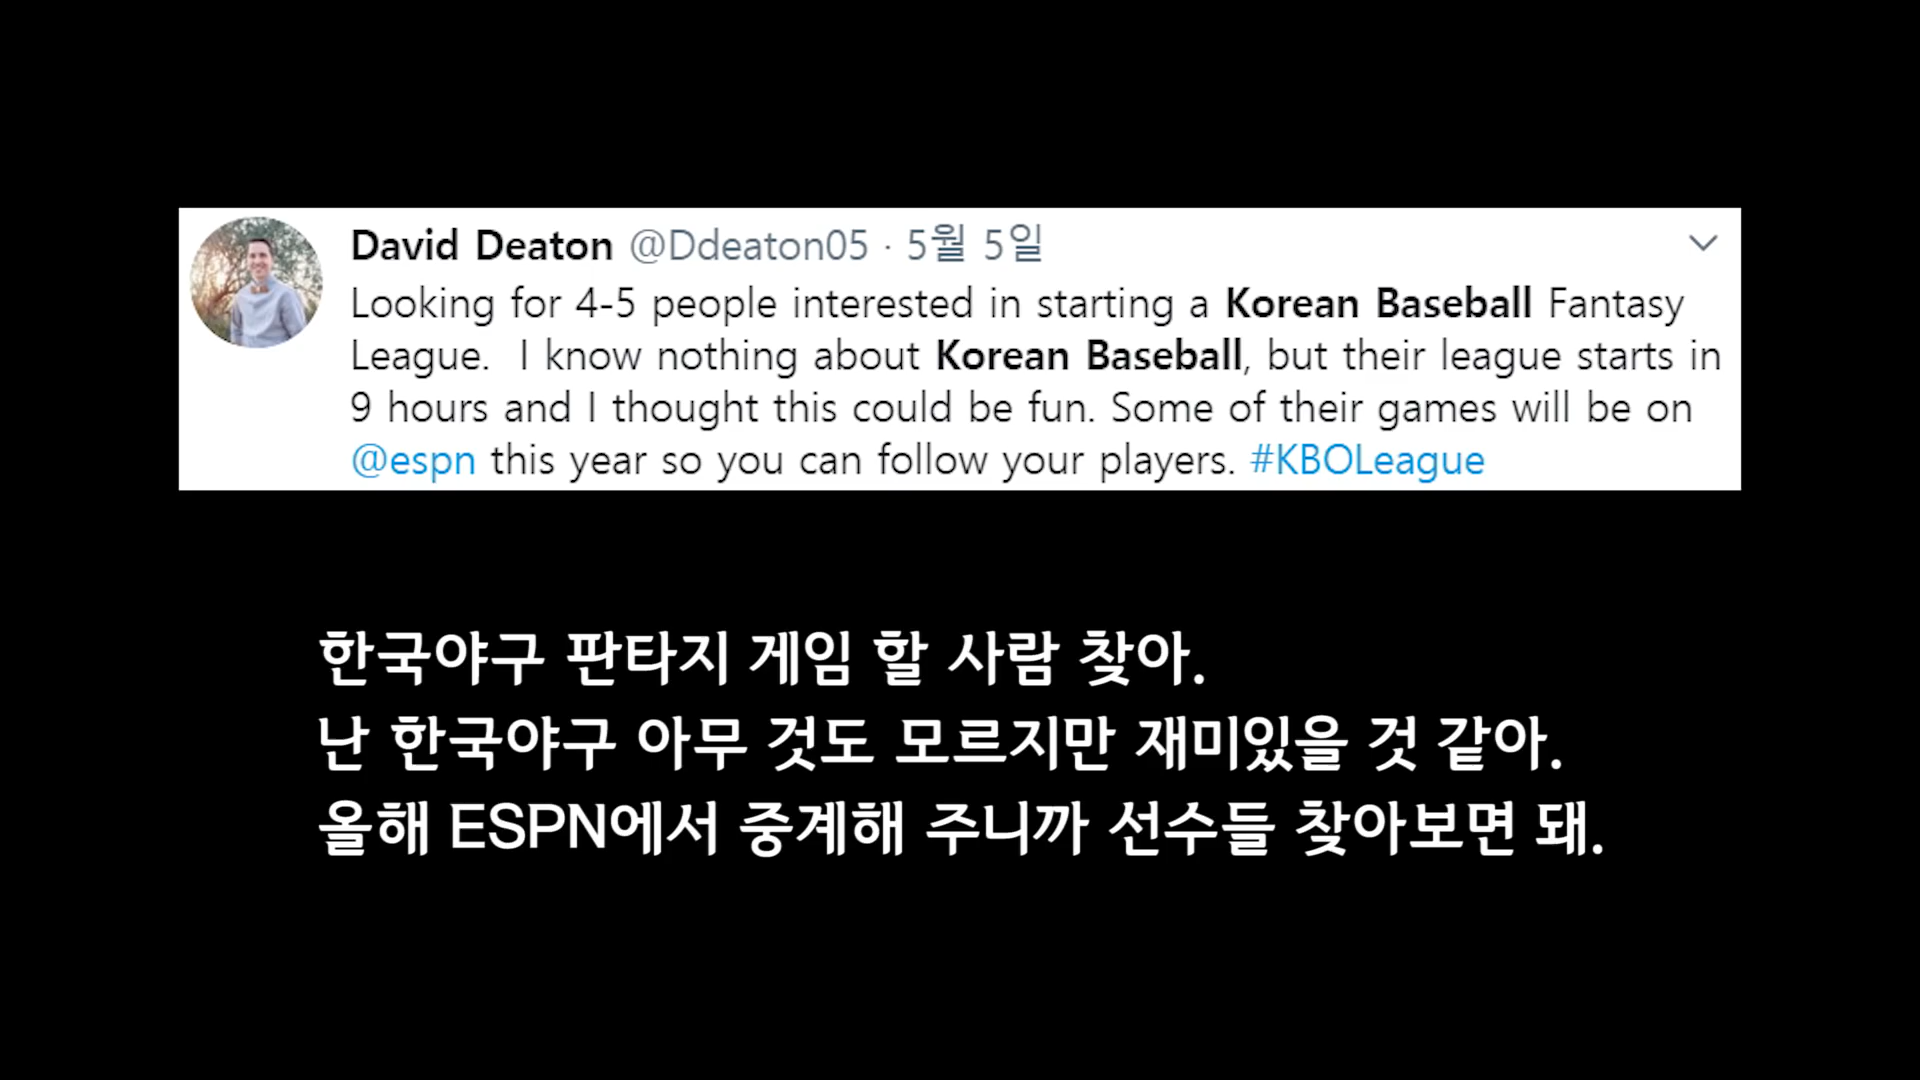 David Deaton @Ddeaton05 · 5월 5일
Looking for 4-5 people interested in starting a Korean Baseball Fantasy
League. I know nothing about Korean Baseball, but their league starts in
9 hours and I thought this could be fun. Some of their games will be on
@espn this year so you can follow your players. #KBOLeague
한국야구 판타지 게임 할 사람 찾아.
난 한국야구 아무 것도 모르지만 재미있을 것 같아.
올해 ESPN에서 중계해 주니까 선수들 찾아보면 돼.